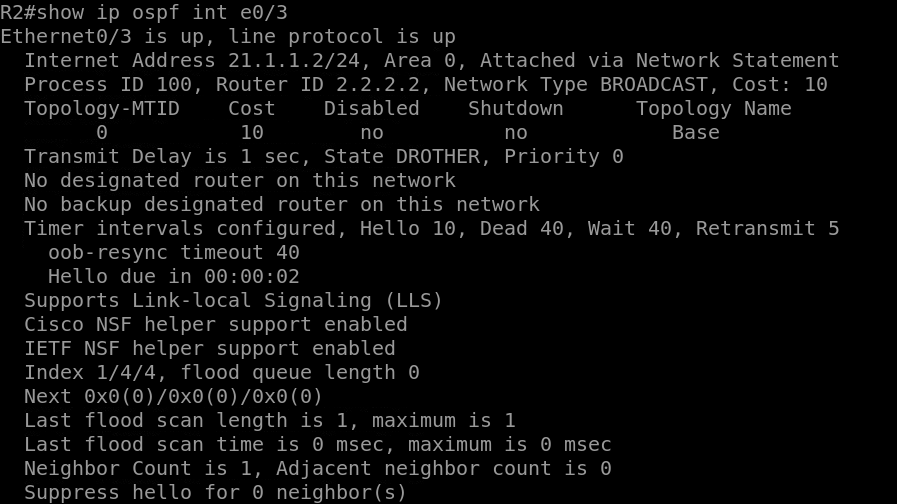 R2#show ip ospf int e0/3
Ethernet0/3 is up, line protocol is up
  Internet Address 21.1.1.2/24, Area 0, Attached via Network Statement
  Process ID 100, Router ID 2.2.2.2, Network Type BROADCAST, Cost: 10
  Topology-MTID    Cost    Disabled    Shutdown      Topology Name
        0           10        no          no            Base
  Transmit Delay is 1 sec, State DROTHER, Priority 0
  No designated router on this network
  No backup designated router on this network
  Timer intervals configured, Hello 10, Dead 40, Wait 40, Retransmit 5
    oob-resync timeout 40
    Hello due in 00:00:02
  Supports Link-local Signaling (LLS)
  Cisco NSF helper support enabled
  IETF NSF helper support enabled
  Index 1/4/4, flood queue length 0
  Next 0x0(0)/0x0(0)/0x0(0)
  Last flood scan length is 1, maximum is 1
  Last flood scan time is 0 msec, maximum is 0 msec
  Neighbor Count is 1, Adjacent neighbor count is 0
  Suppress hello for 0 neighbor(s)